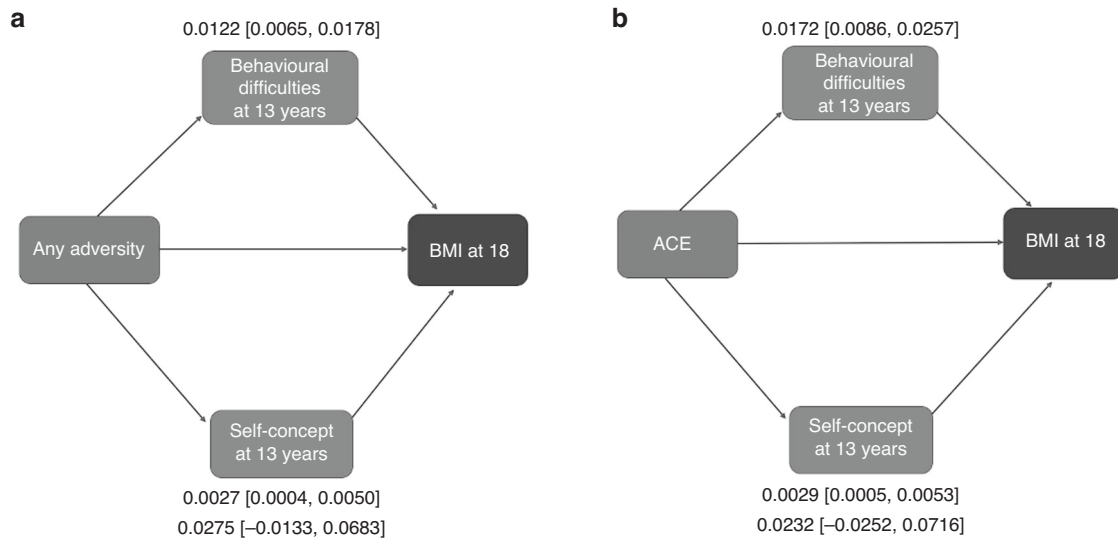 a
0.0122 [0.0065, 0.0178]
Behavioural
difficulties
at 13 years
Any adversity
BMI at 18
Self-concept
at 13 years
0.0027 [0.0004, 0.0050]
0.0275 [–0.0133, 0.0683]
b
0.0172 [0.0086, 0.0257]
Behavioural
difficulties
at 13 years
ACE
BMI at 18
Self-concept
at 13 years
0.0029 [0.0005, 0.0053]
0.0232 [–0.0252, 0.0716]